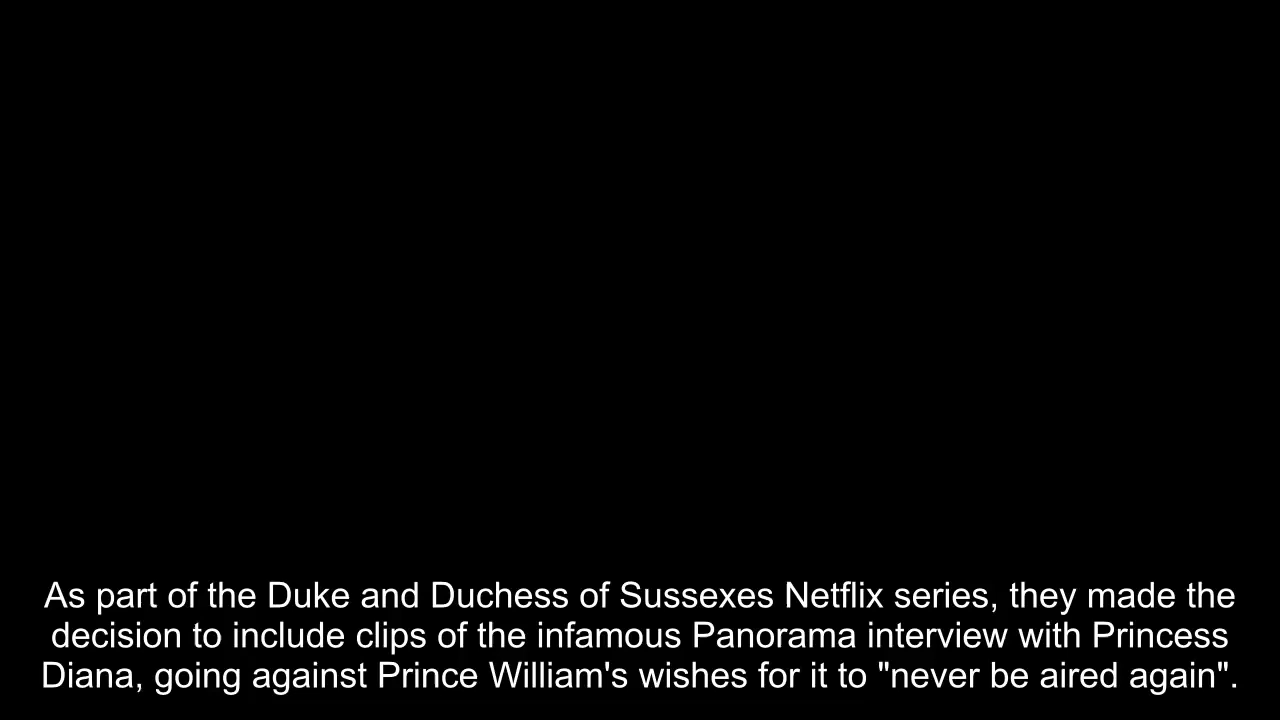 As part of the Duke and Duchess of Sussexes Netflix series, they made the
decision to include clips of the infamous Panorama interview with Princess
Diana, going against Prince William's wishes for it to "never be aired again".